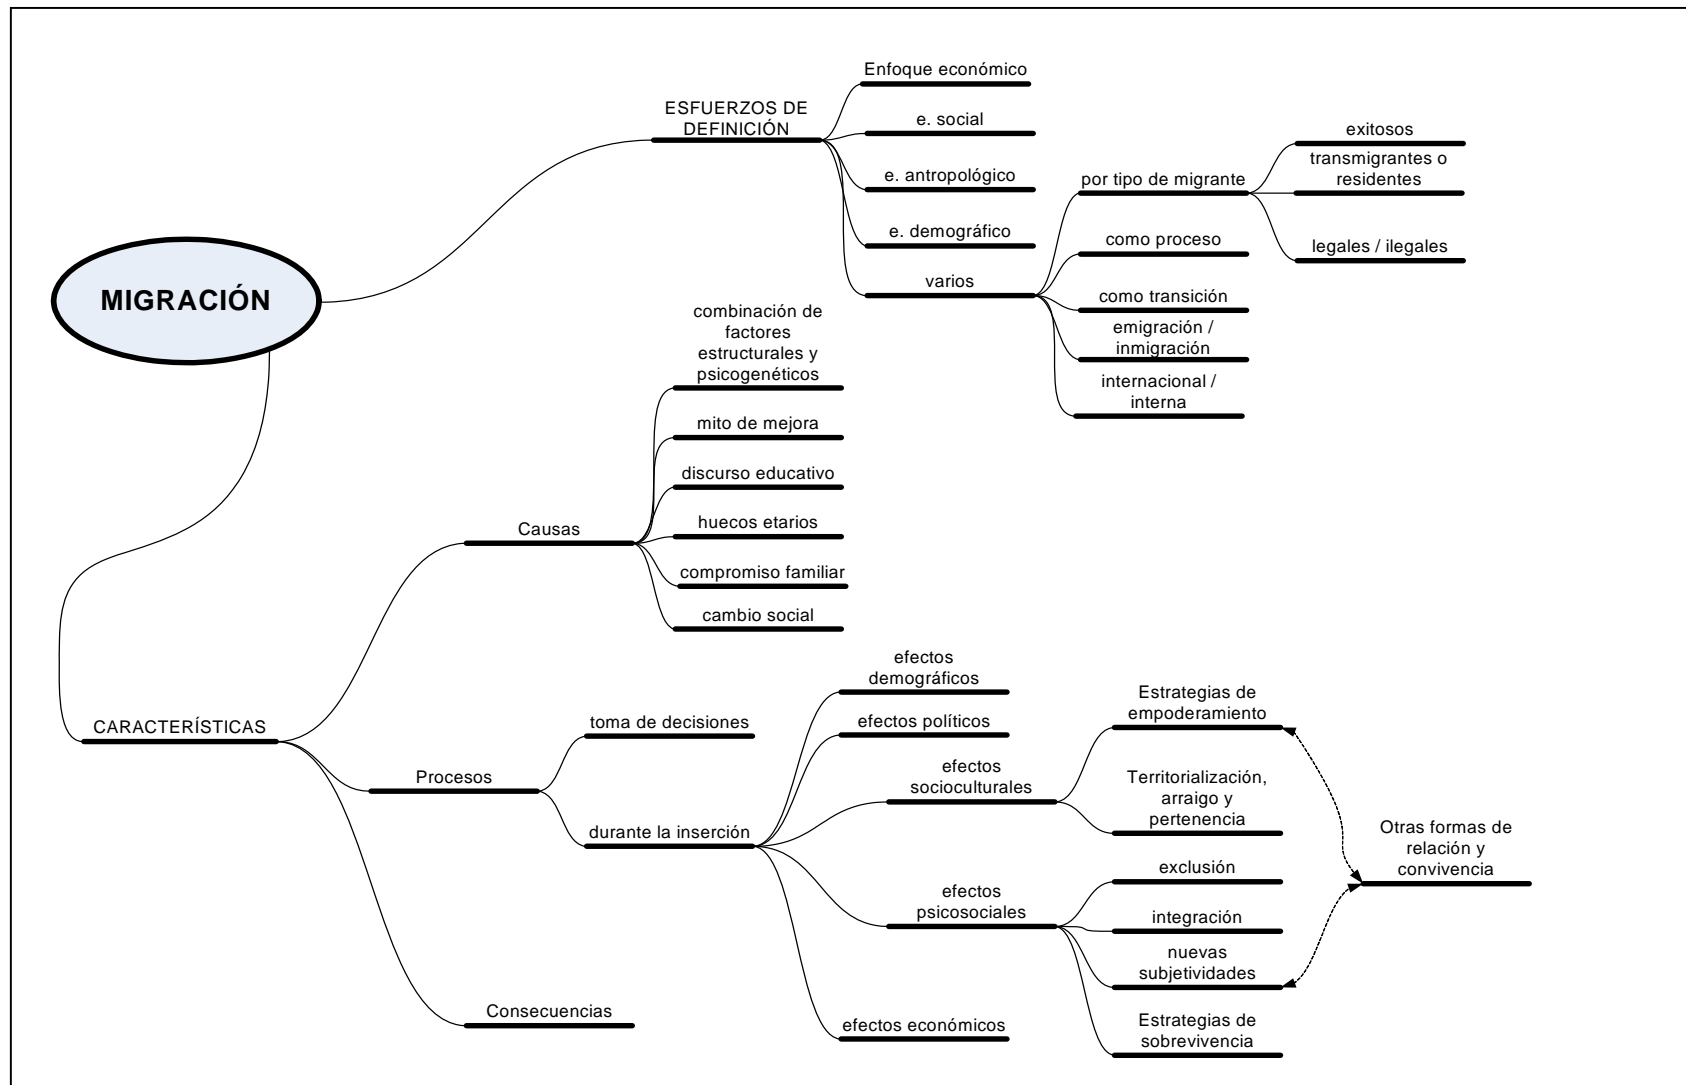 MIGRACIÓN
ESFUERZOS DE
DEFINICIÓN
Enfoque económico
e. social
e. antropológico
e. demográfico
varios
por tipo de migrante
exitosos
transmigrantes o
residentes
legales / ilegales
como proceso
como transición
emigración /
inmigración
internacional /
interna
CARACTERÍSTICAS
Causas
combinación de
factores
estructurales y
psicogenéticos
mito de mejora
discurso educativo
huecos etarios
compromiso familiar
cambio social
Procesos
toma de decisiones
durante la inserción
efectos
demográficos
efectos políticos
efectos
socioculturales
Estrategias de
empoderamiento
Territorialización,
arraigo y
pertenencia
efectos
psicosociales
exclusión
integración
nuevas
subjetividades
Estrategias de
sobrevivencia
Otras formas de
relación y
convivencia
efectos económicos
Consecuencias